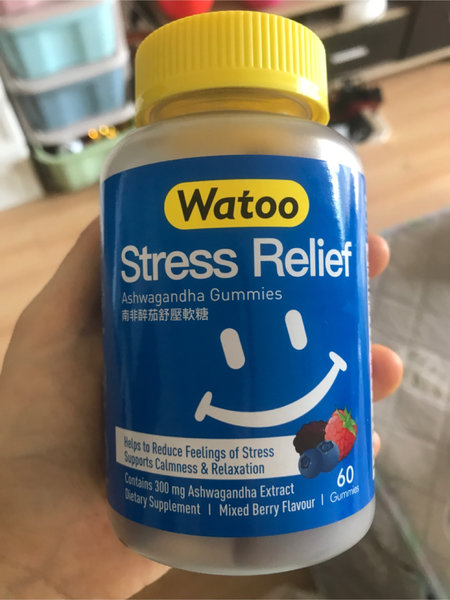 Watoo
Stress Relief
Ashwagandha Gummies
南非醉茄舒壓軟糖
Helps to Reduce Feelings of Stress
Supports Calmness & Relaxation
Contains 300 mg Ashwagandha Extract
Dietary Supplement | Mixed Berry Flavour | 60 Gummies